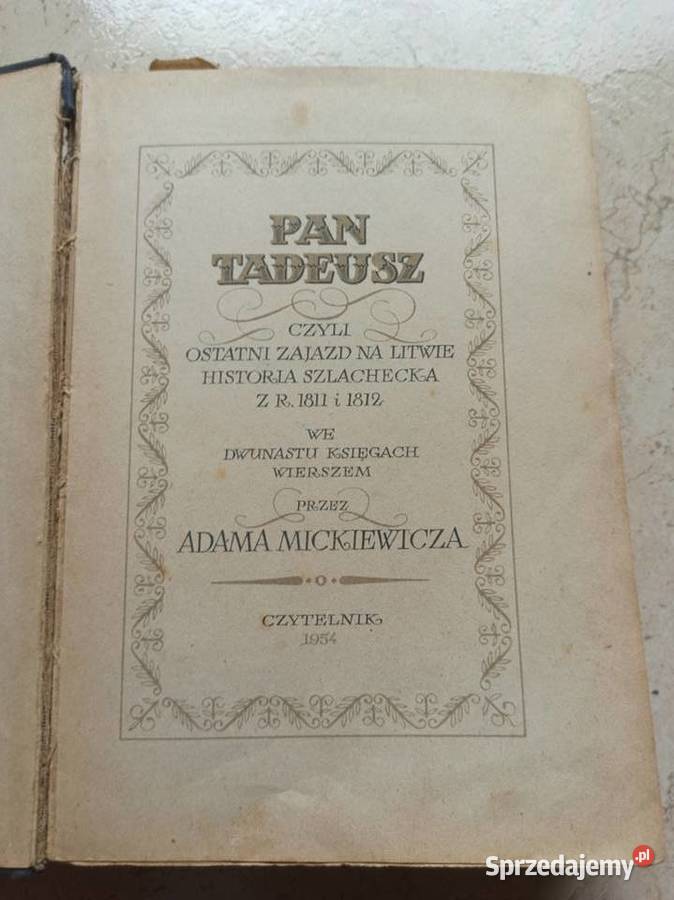 PAN
TADEUSZ
CZYLI
OSTATNI ZAJAZD NA LITWIE
HISTORIA SZLACHECKA
Z R. 1811 i 1812
WE
DWUNASTU KSIĘGACH
WIERSZEM
PRZEZ
ADAMA MICKIEWICZA
CZYTELNIK
1954
Sprzedajemy.pl